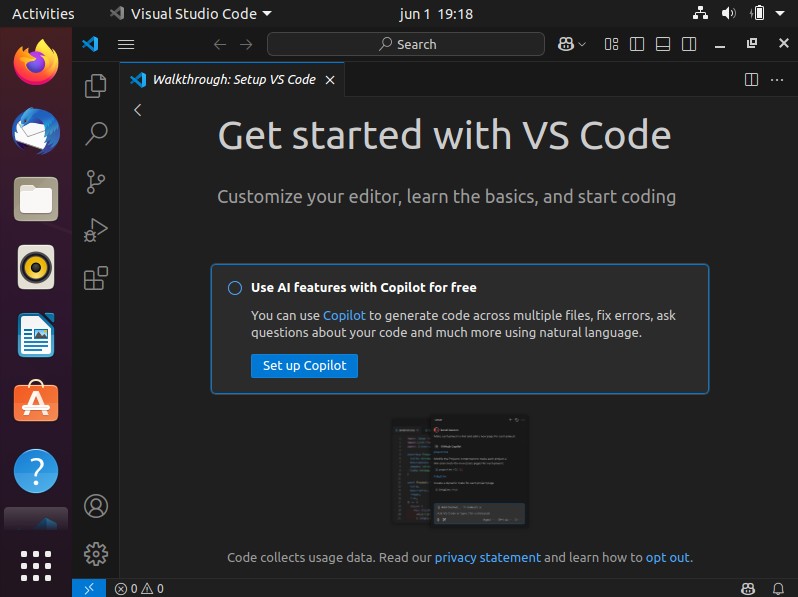 Activities
Visual Studio Code
jun 1 19:18
Search
Walkthrough: Setup VS Code
Get started with VS Code
Customize your editor, learn the basics, and start coding
Use AI features with Copilot for free
You can use Copilot to generate code across multiple files, fix errors, ask
questions about your code and much more using natural language.
Set up Copilot
Code collects usage data. Read our privacy statement and learn how to opt out.
0 0